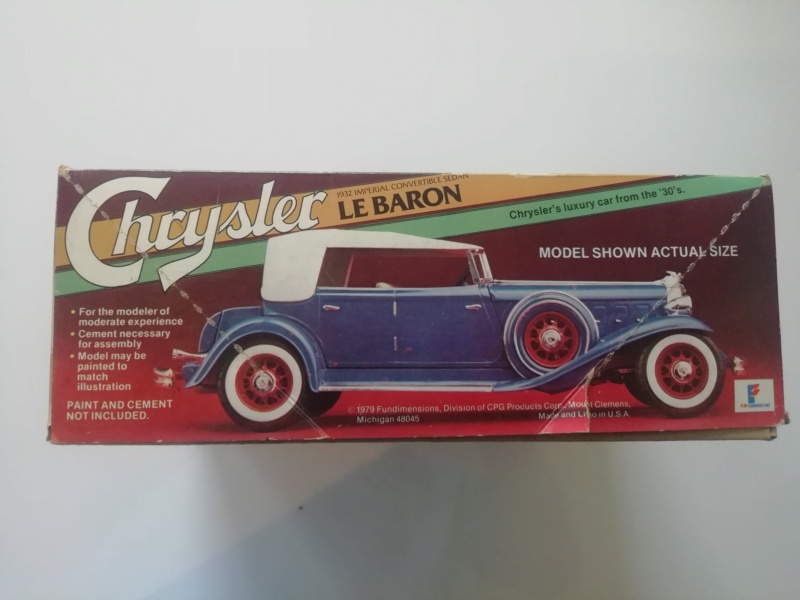 Chrysler
1932 IMPERIAL CONVERTIBLE SEDAN
LE BARON
Chrysler's luxury car from the '30's.
MODEL SHOWN ACTUAL SIZE
• For the modeler of
moderate experience
• Cement necessary
for assembly
• Model may be
painted to
match
illustration
PAINT AND CEMENT
NOT INCLUDED.
© 1979 Fundimensions, Division of CPG Products Corp., Mount Clemens,
Michigan 48045
Made and Litho in U.S.A.